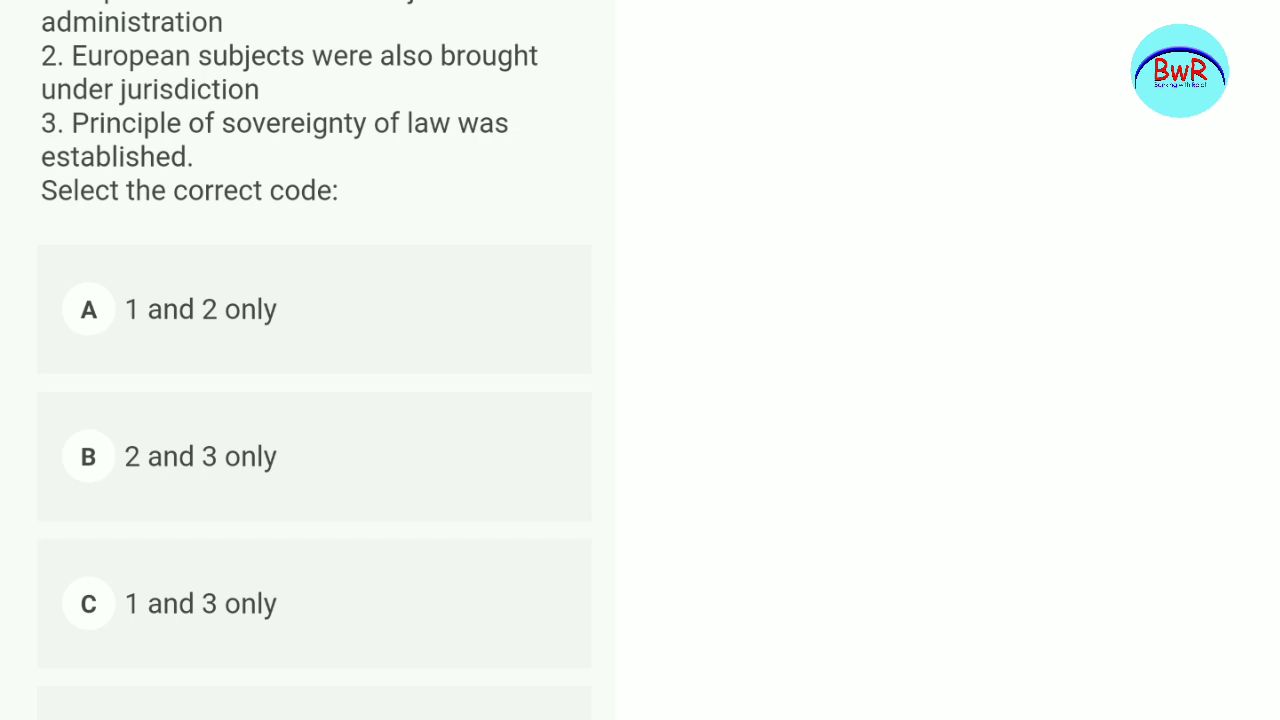 administration
2. European subjects were also brought
under jurisdiction
3. Principle of sovereignty of law was
established.
Select the correct code:
A 1 and 2 only
B 2 and 3 only
C 1 and 3 only
BwR